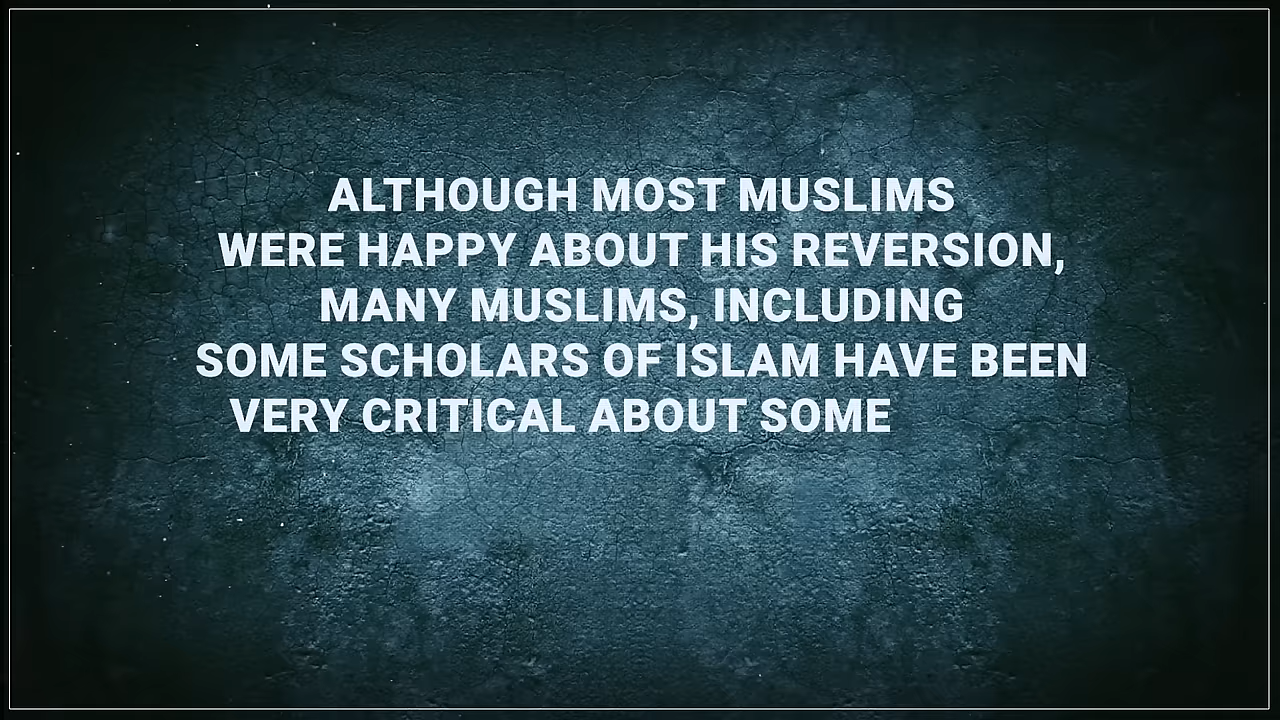 ALTHOUGH MOST MUSLIMS
WERE HAPPY ABOUT HIS REVERSION,
MANY MUSLIMS, INCLUDING
SOME SCHOLARS OF ISLAM HAVE BEEN
VERY CRITICAL ABOUT SOME